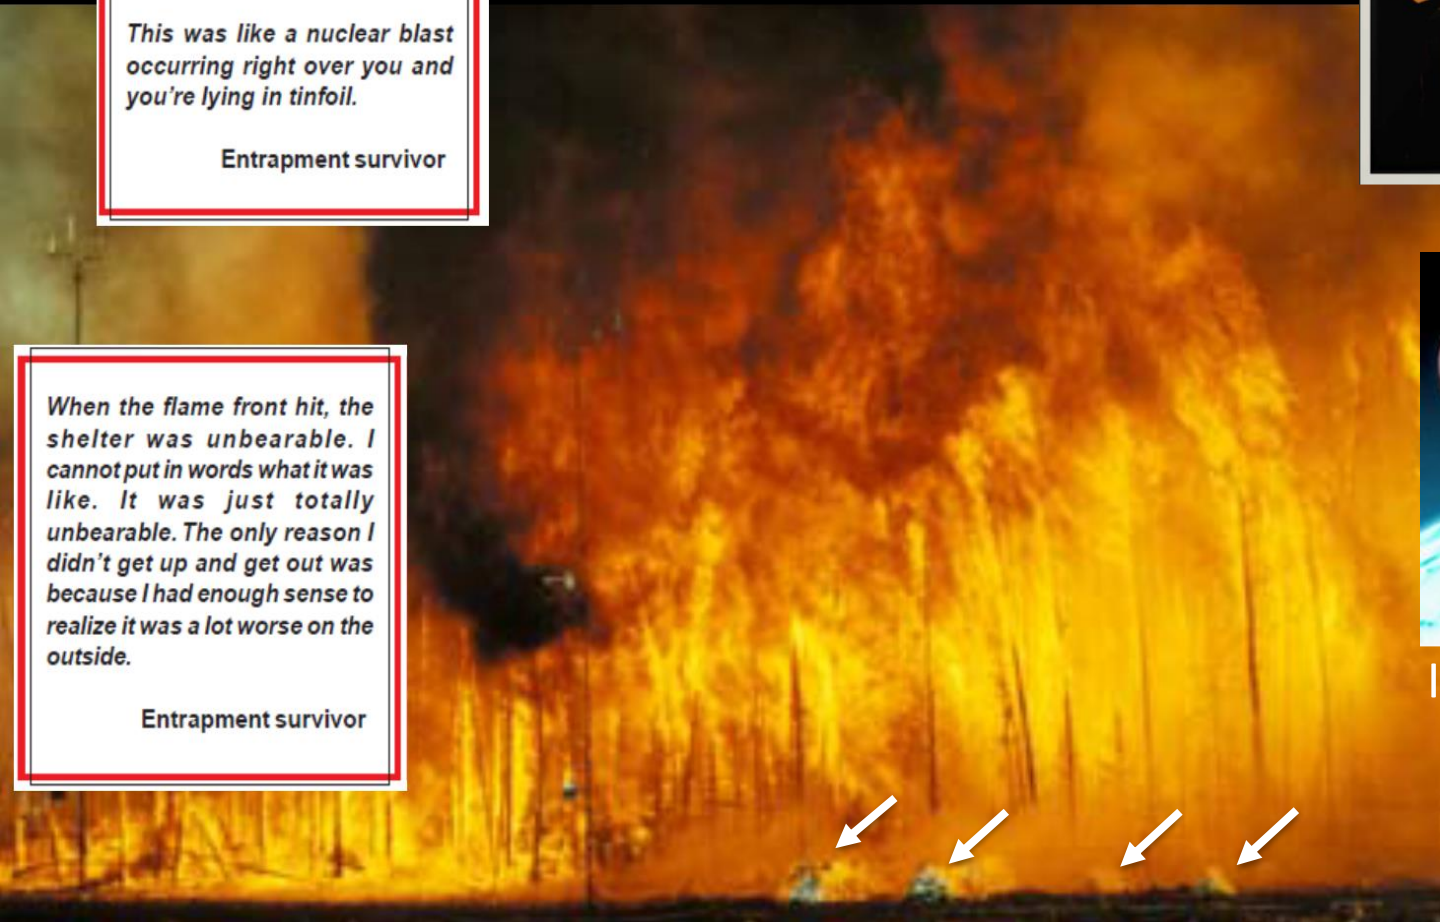 This was like a nuclear blast
occurring right over you and
you're lying in tinfoil.
Entrapment survivor
When the flame front hit, the
shelter was unbearable. I
cannot put in words what it was
like. It was just totally
unbearable. The only reason I
didn't get up and get out was
because I had enough sense to
realize it was a lot worse on the
outside.
Entrapment survivor